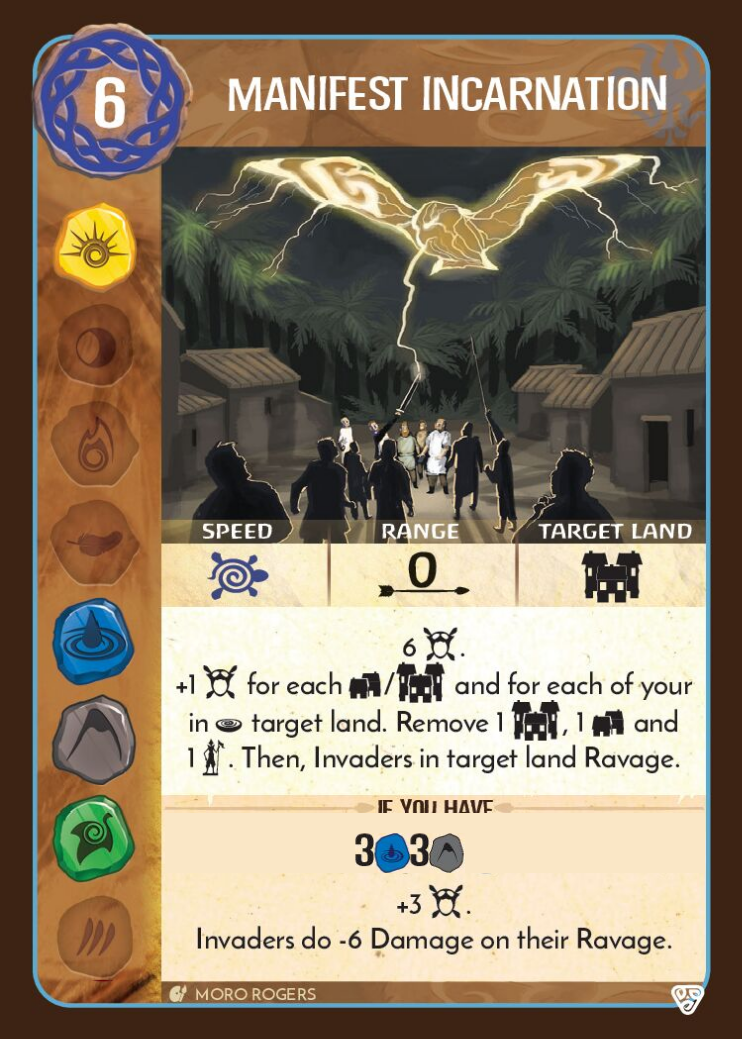 6
MANIFEST INCARNATION
SPEED RANGE TARGET LAND
0
6 .
+1 for each / and for each of your
in target land. Remove 1 , 1 and
1 . Then, Invaders in target land Ravage.
IF YOU HAVE
3 3
+3 .
Invaders do -6 Damage on their Ravage.
MORO ROGERS